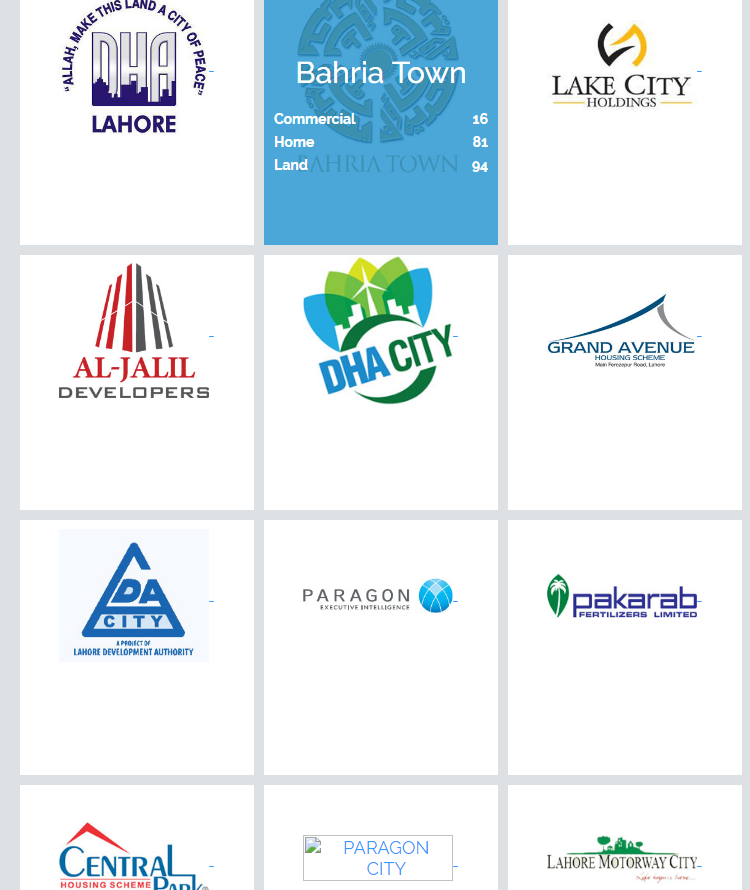 "ALLAH, MAKE THIS LAND A CITY OF PEACE"
DHA
LAHORE
Bahria Town
Commercial 16
Home 81
Land 94
BAHRIA TOWN
LAKE CITY
HOLDINGS
AL-JALIL
DEVELOPERS
DHA CITY
GRAND AVENUE
HOUSING SCHEME
Main Ferozepur Road, Lahore
LDA
CITY
A PROJECT OF
LAHORE DEVELOPMENT AUTHORITY
PARAGON
EXECUTIVE INTELLIGENCE
pakarab
FERTILIZERS LIMITED
CENTRAL
HOUSING SCHEME
Park
PARAGON
CITY
LAHORE MOTORWAY CITY